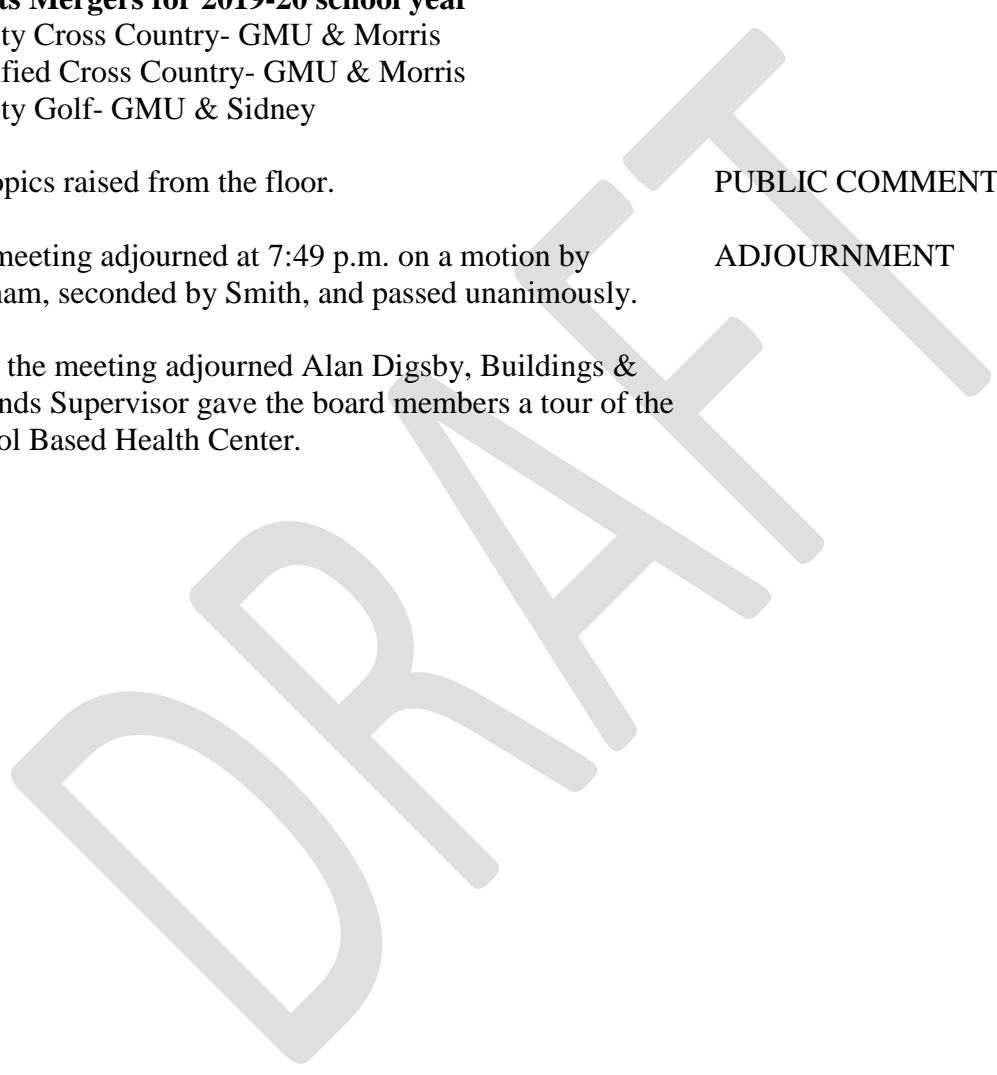 ts Mergers for 2019-20 school year
ity Cross Country- GMU & Morris
ified Cross Country- GMU & Morris
ity Golf- GMU & Sidney
opics raised from the floor. PUBLIC COMMENT
meeting adjourned at 7:49 p.m. on a motion by ADJOURNMENT
ham, seconded by Smith, and passed unanimously.
the meeting adjourned Alan Digsby, Buildings &
nds Supervisor gave the board members a tour of the
ol Based Health Center.
DRAFT